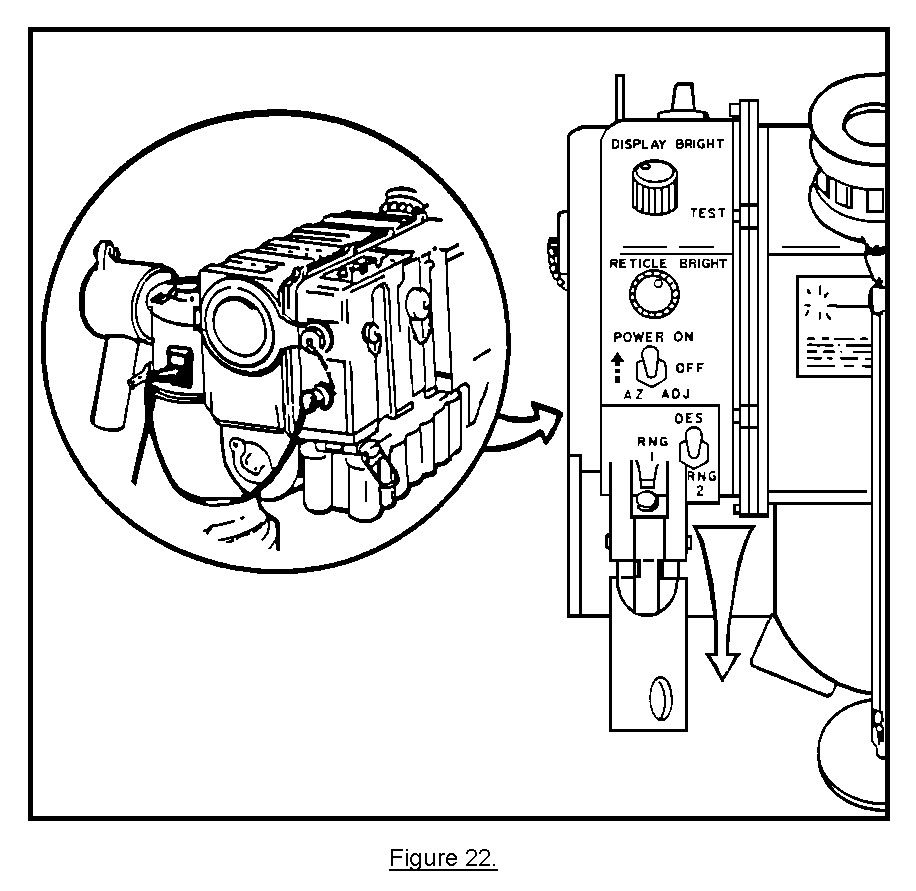 DISPLAY BRIGHT
TEST
RETICLE BRIGHT
POWER ON
OFF
AZ ADJ
DES
RNG
1
RNG
2
Figure 22.